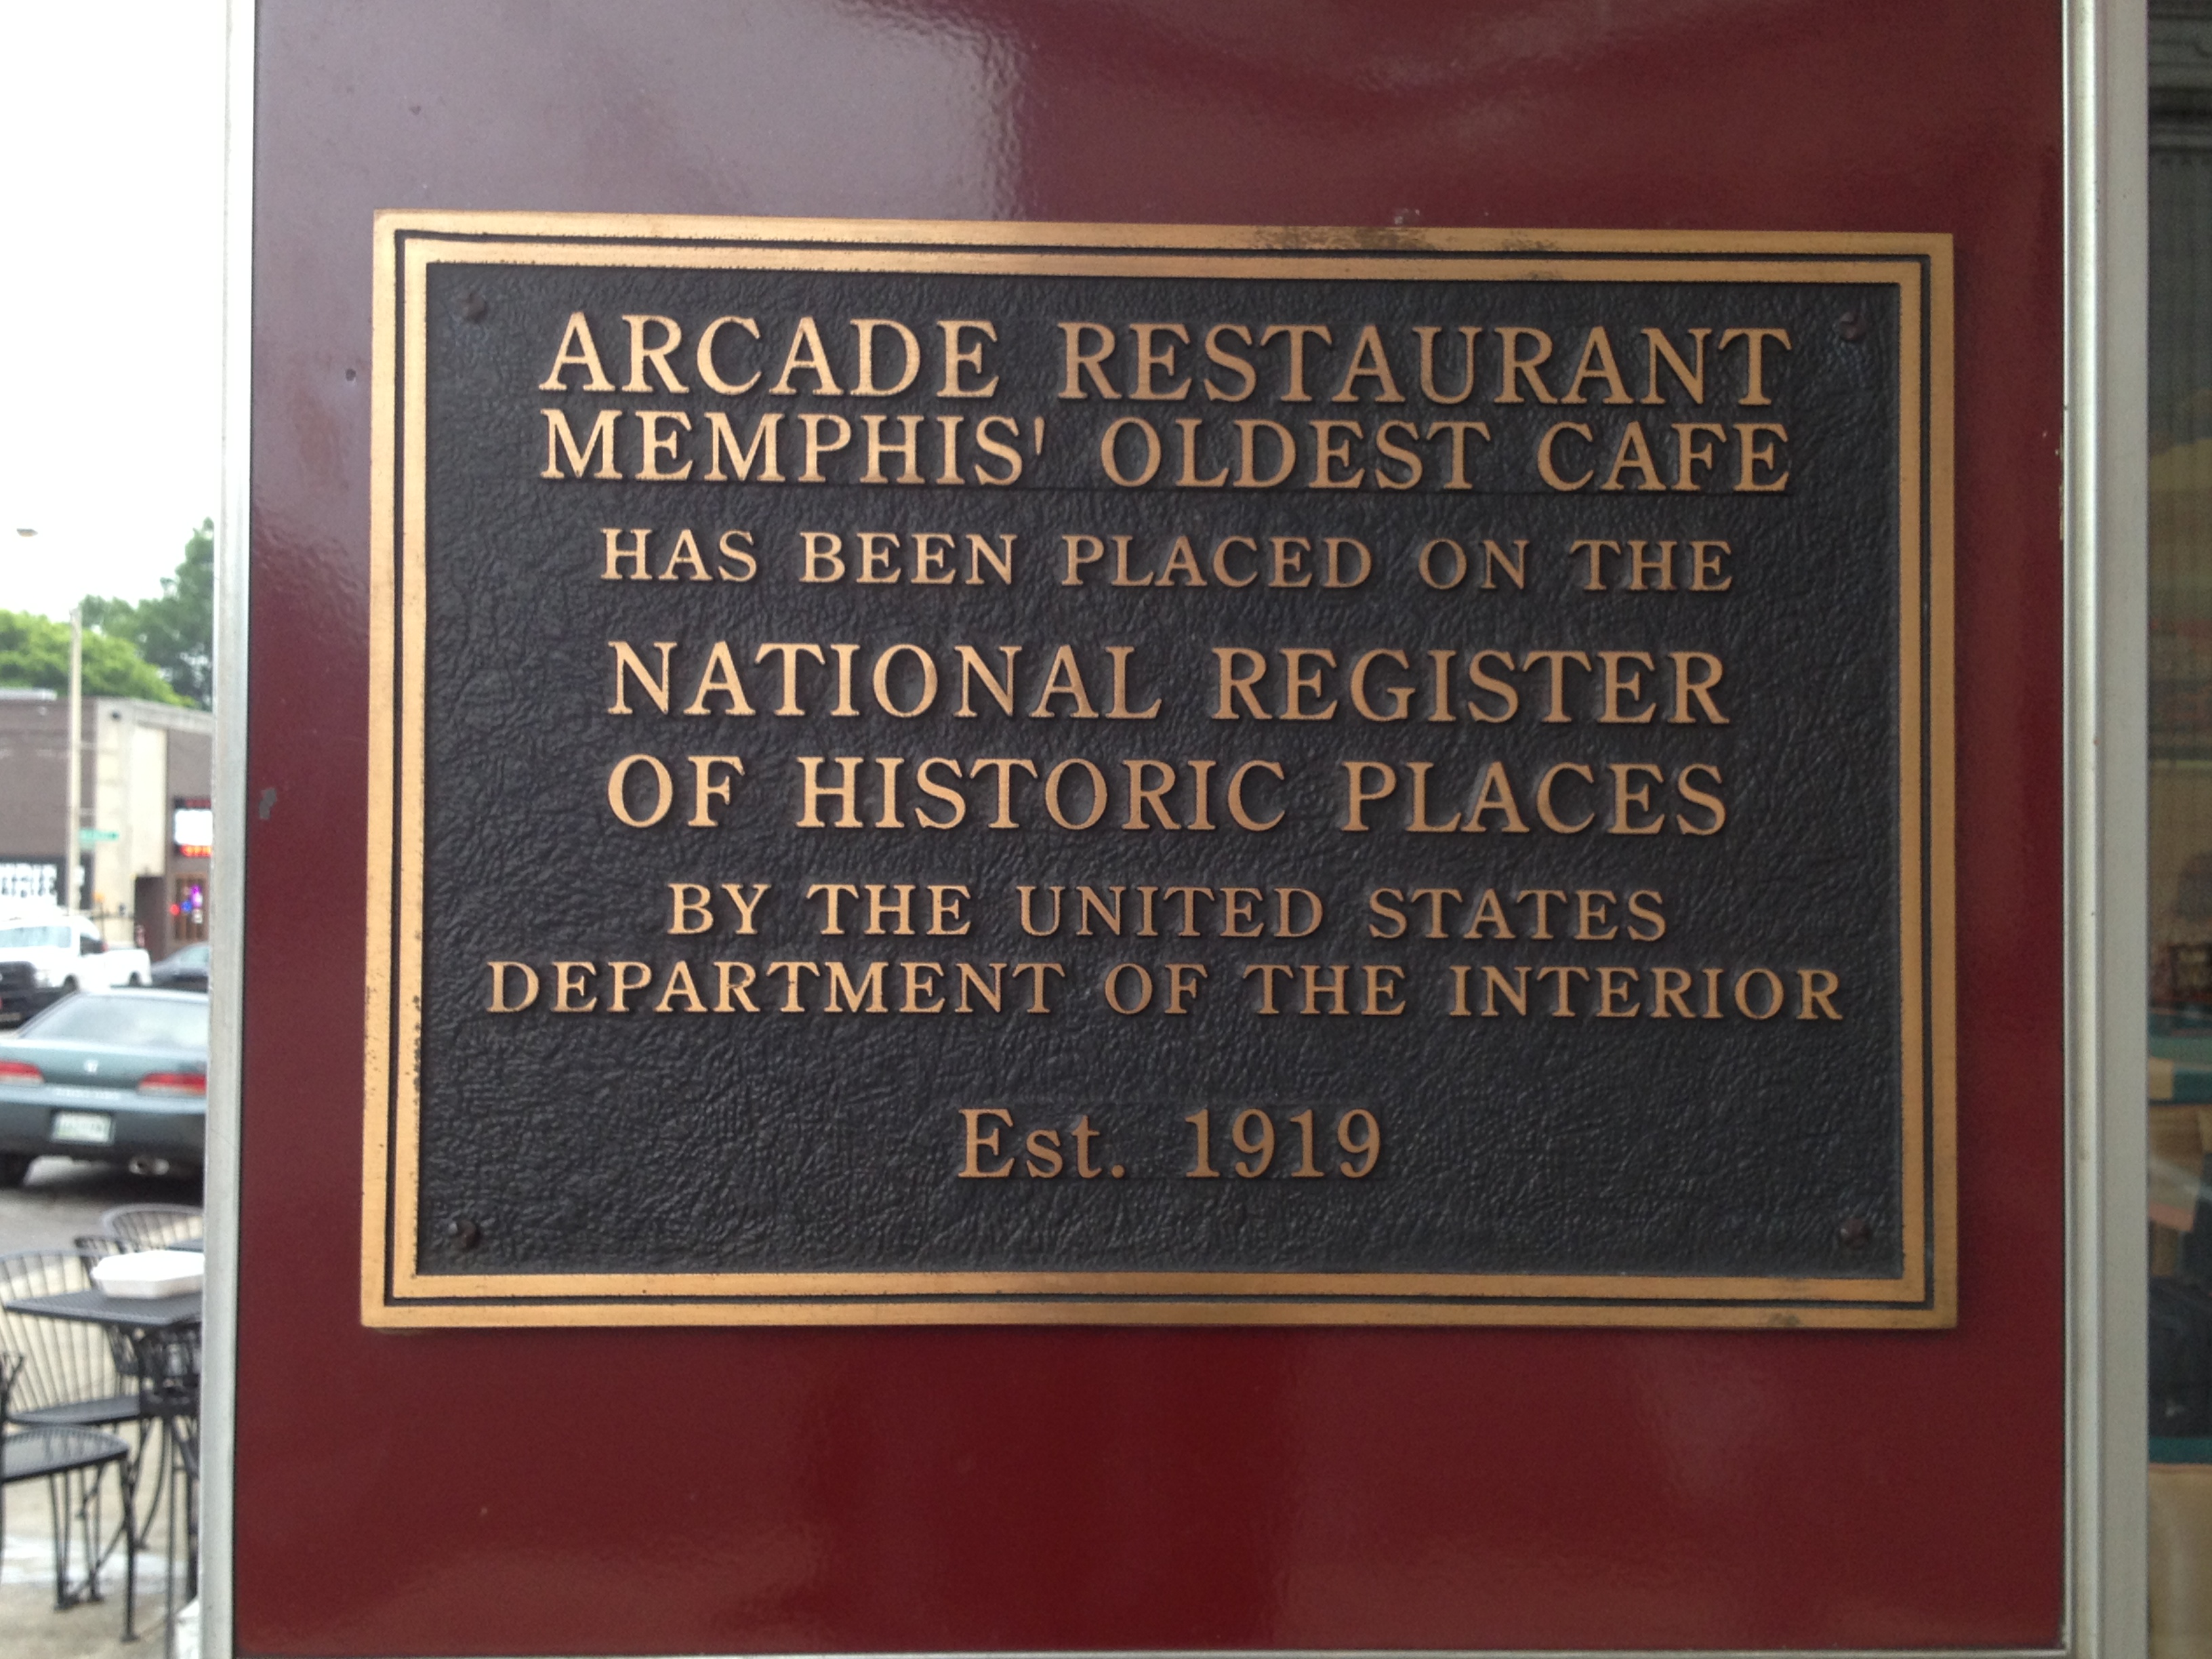 ARCADE RESTAURANT
MEMPHIS' OLDEST CAFE
HAS BEEN PLACED ON THE
NATIONAL REGISTER
OF HISTORIC PLACES
BY THE UNITED STATES
DEPARTMENT OF THE INTERIOR
Est. 1919